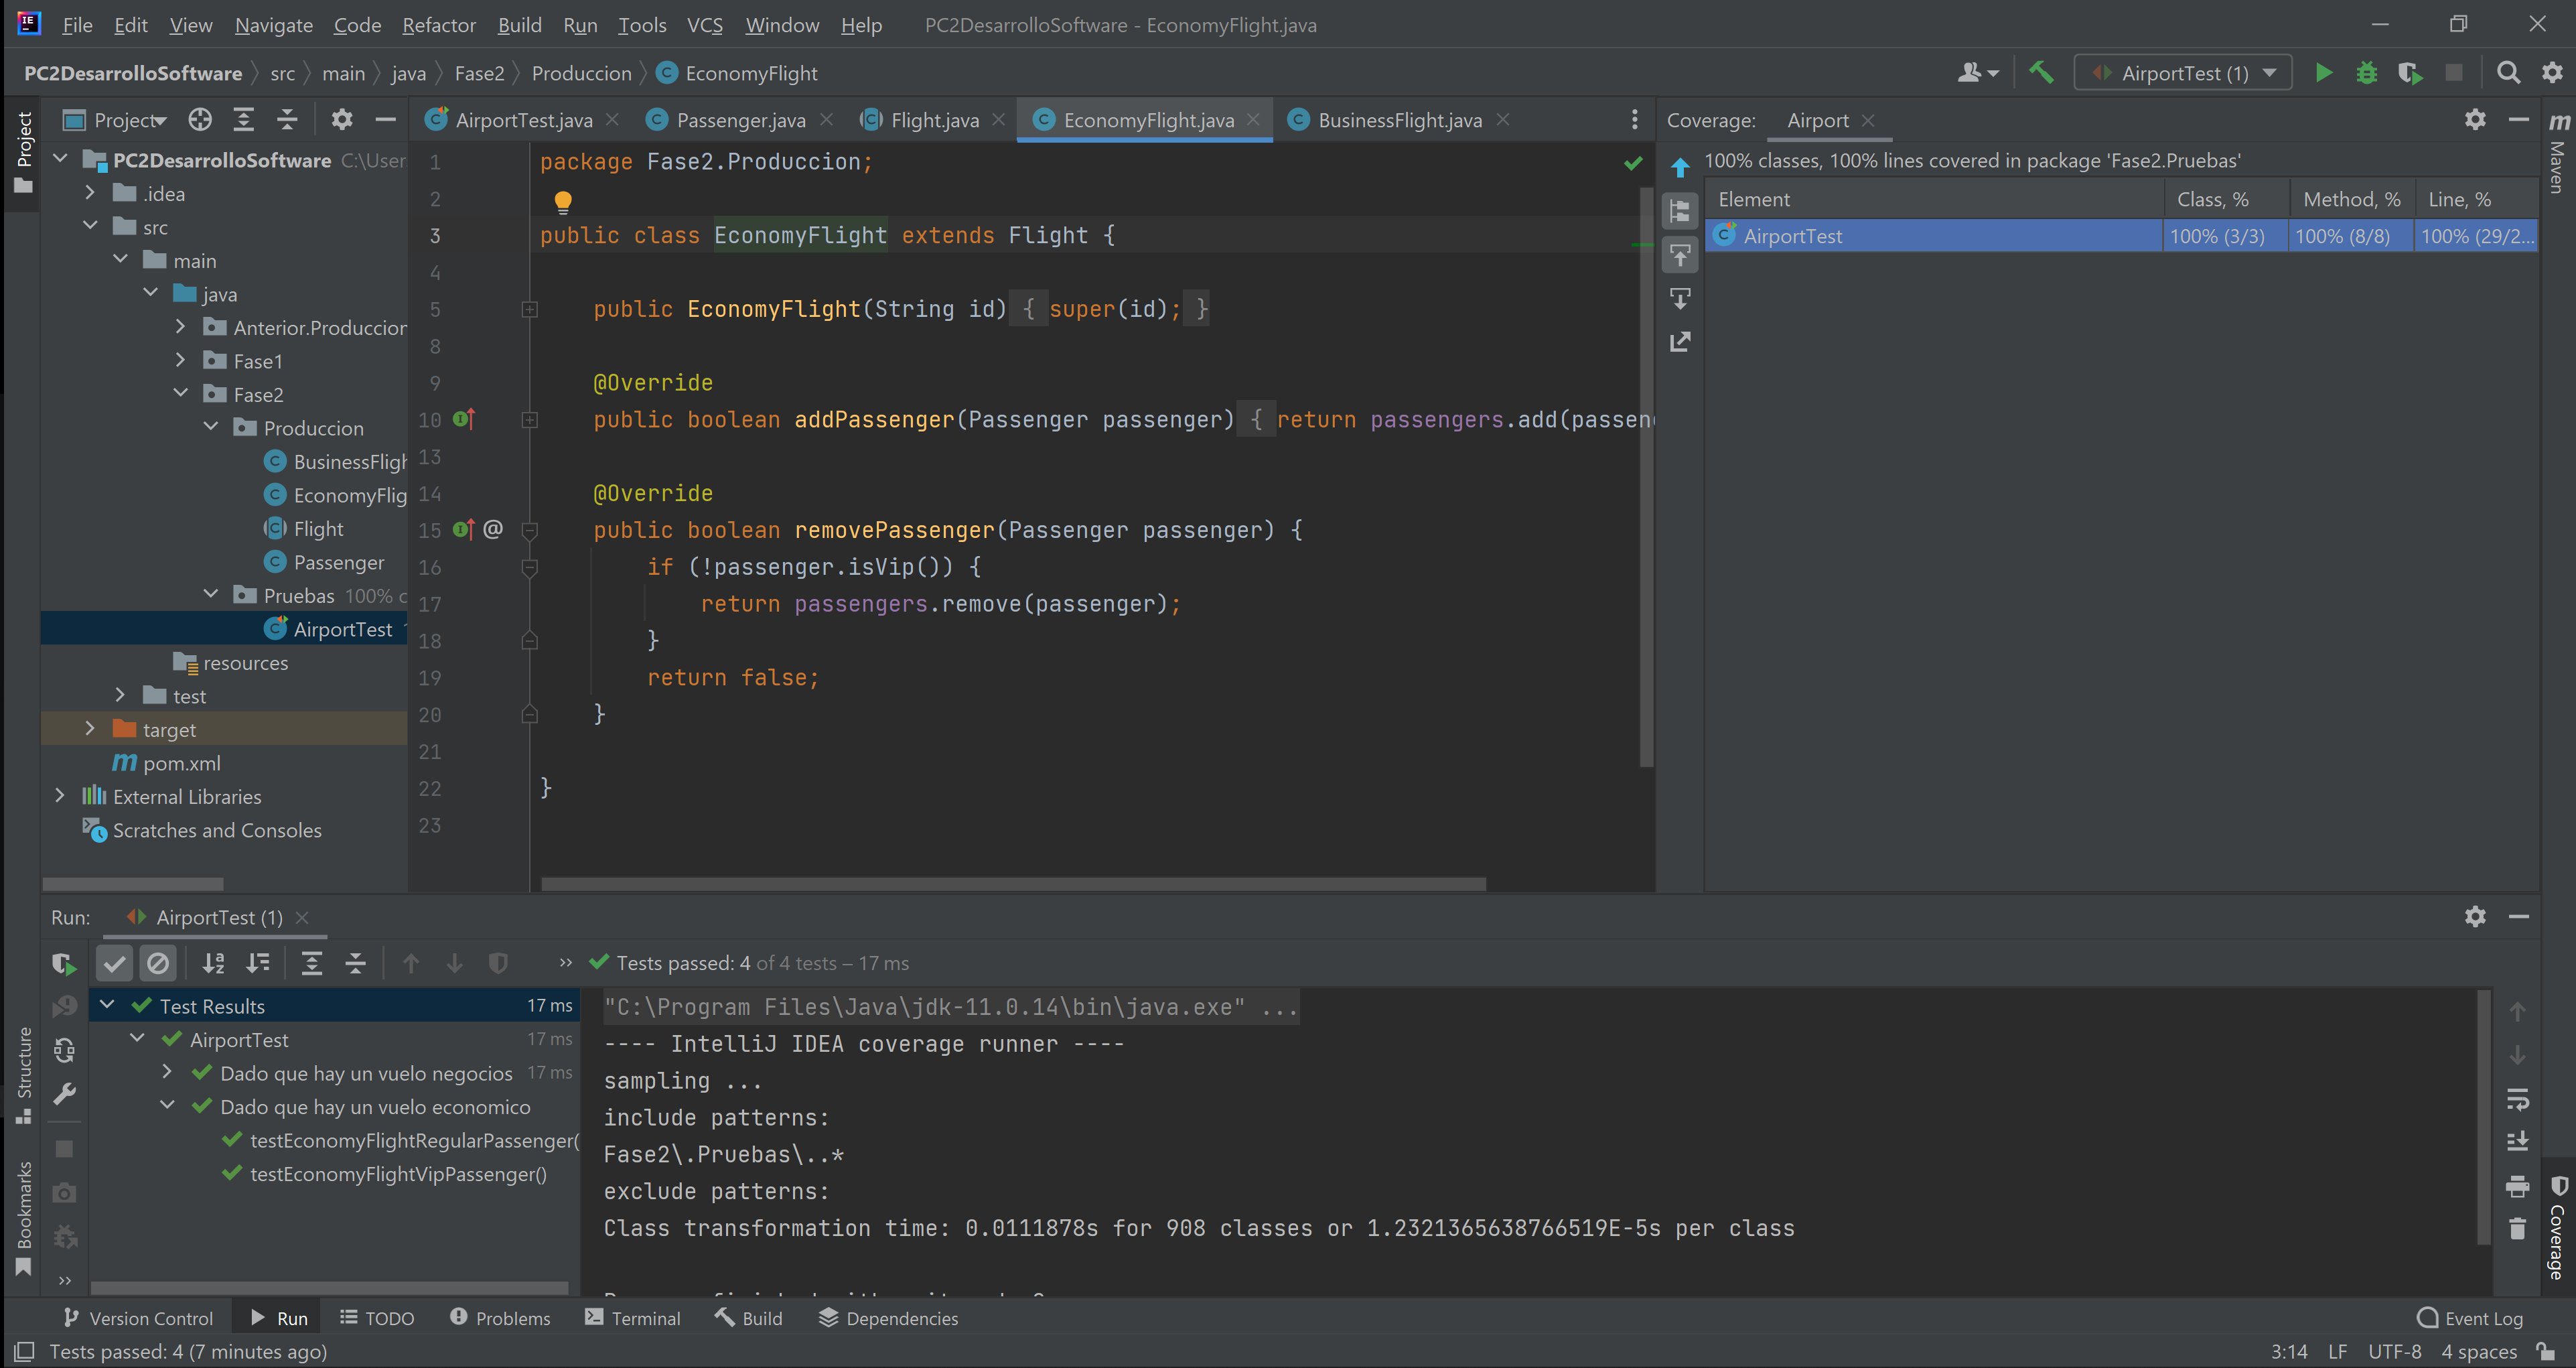 File Edit View Navigate Code Refactor Build Run Tools VCS Window Help PC2DesarrolloSoftware - EconomyFlight.java
PC2DesarrolloSoftware src main java Fase2 Produccion EconomyFlight AirportTest (1)
Project AirportTest.java Passenger.java Flight.java EconomyFlight.java BusinessFlight.java
PC2DesarrolloSoftware C:\User
.idea
src
main
java
Anterior.Produccion
Fase1
Fase2
Produccion
BusinessFligh
EconomyFlig
Flight
Passenger
Pruebas 100% c
AirportTest
resources
test
target
pom.xml
External Libraries
Scratches and Consoles
1 package Fase2.Produccion;
2
3 public class EconomyFlight extends Flight {
4
5 public EconomyFlight(String id) { super(id); }
8
9 @Override
10 public boolean addPassenger(Passenger passenger) { return passengers.add(passen
13
14 @Override
15 public boolean removePassenger(Passenger passenger) {
16 if (!passenger.isVip()) {
17 return passengers.remove(passenger);
18 }
19 return false;
20 }
21
22 }
23
Coverage: Airport
100% classes, 100% lines covered in package 'Fase2.Pruebas'
Element Class, % Method, % Line, %
AirportTest 100% (3/3) 100% (8/8) 100% (29/2...
Project
Structure
Bookmarks
Maven
Coverage
Run: AirportTest (1)
Tests passed: 4 of 4 tests – 17 ms
Test Results 17 ms
AirportTest 17 ms
Dado que hay un vuelo negocios 17 ms
Dado que hay un vuelo economico
testEconomyFlightRegularPassenger(
testEconomyFlightVipPassenger()
"C:\Program Files\Java\jdk-11.0.14\bin\java.exe" ...
---- IntelliJ IDEA coverage runner ----
sampling ...
include patterns:
Fase2\.Pruebas\..*
exclude patterns:
Class transformation time: 0.0111878s for 908 classes or 1.2321365638766519E-5s per class
Version Control Run TODO Problems Terminal Build Dependencies Event Log
Tests passed: 4 (7 minutes ago) 3:14 LF UTF-8 4 spaces